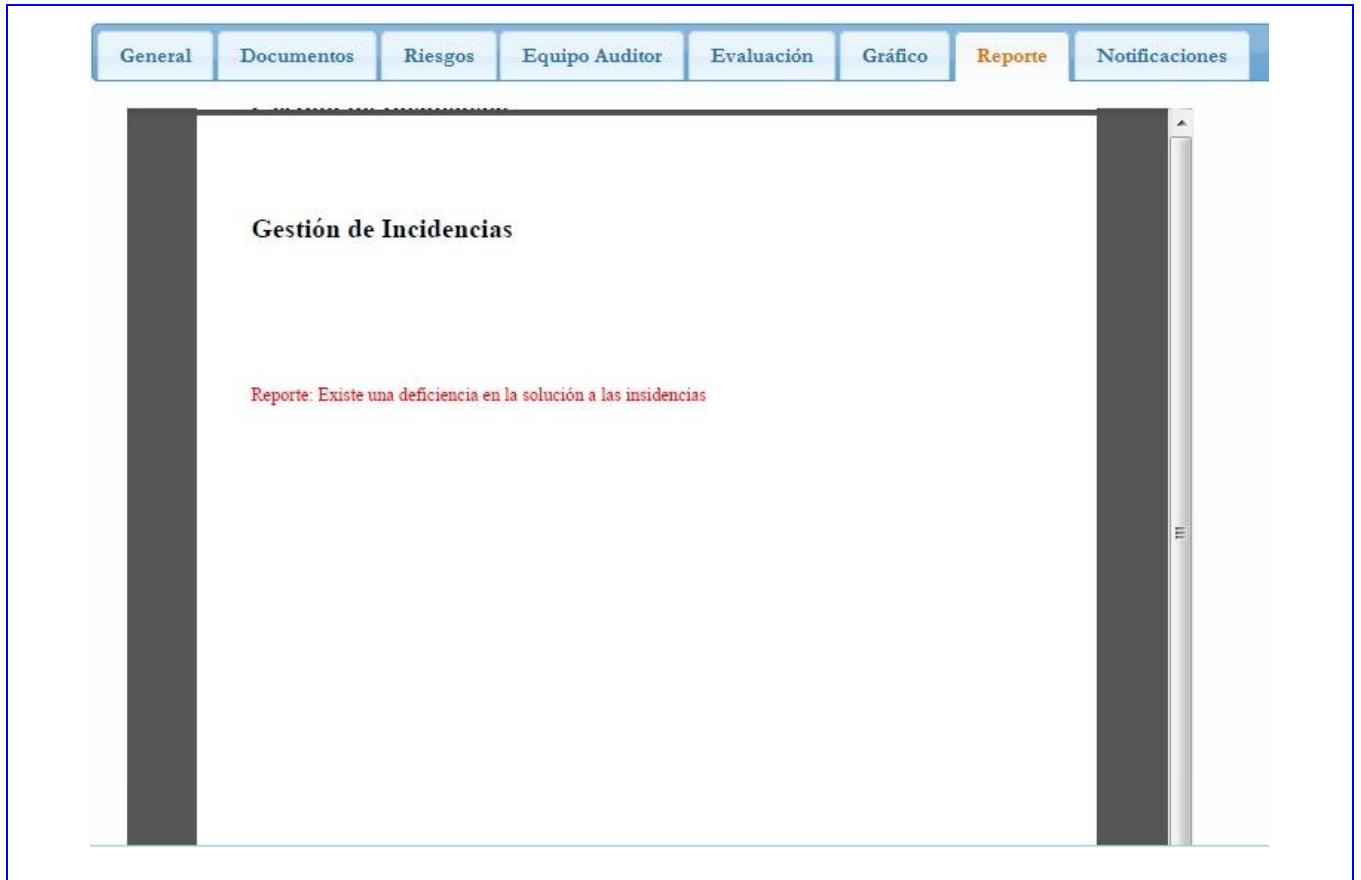 General Documentos Riesgos Equipo Auditor Evaluación Gráfico Reporte Notificaciones
Gestión de Incidencias
Reporte: Existe una deficiencia en la solución a las insidencias